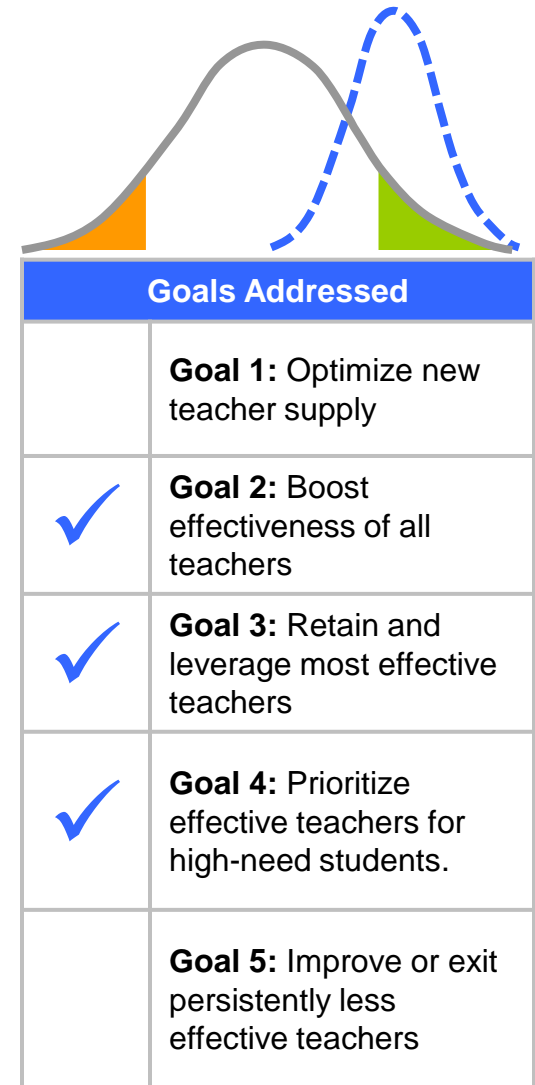 Goals Addressed
Goal 1: Optimize new
teacher supply
Goal 2: Boost
effectiveness of all
teachers
Goal 3: Retain and
leverage most effective
teachers
Goal 4: Prioritize
effective teachers for
high-need students.
Goal 5: Improve or exit
persistently less
effective teachers